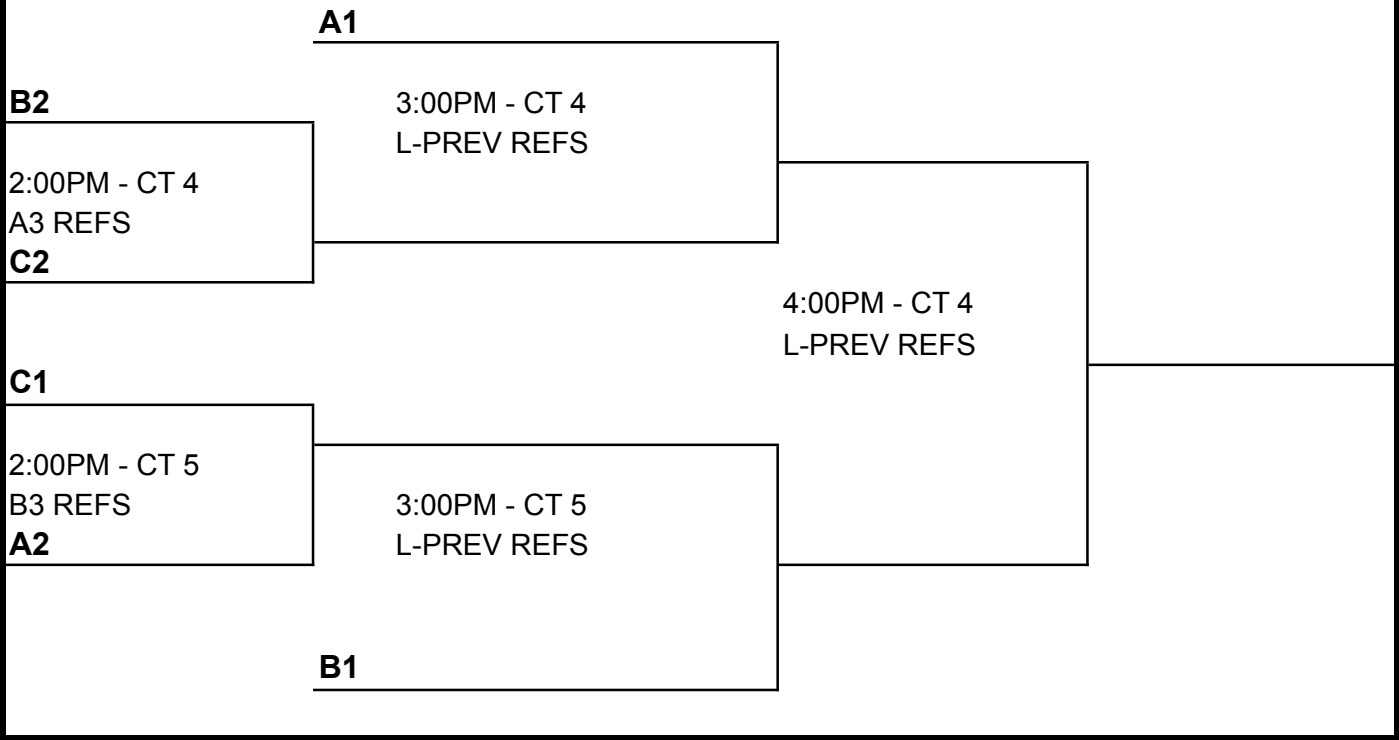 A1
B2
3:00PM - CT 4
L-PREV REFS
2:00PM - CT 4
A3 REFS
C2
4:00PM - CT 4
L-PREV REFS
C1
2:00PM - CT 5
B3 REFS
A2
3:00PM - CT 5
L-PREV REFS
B1